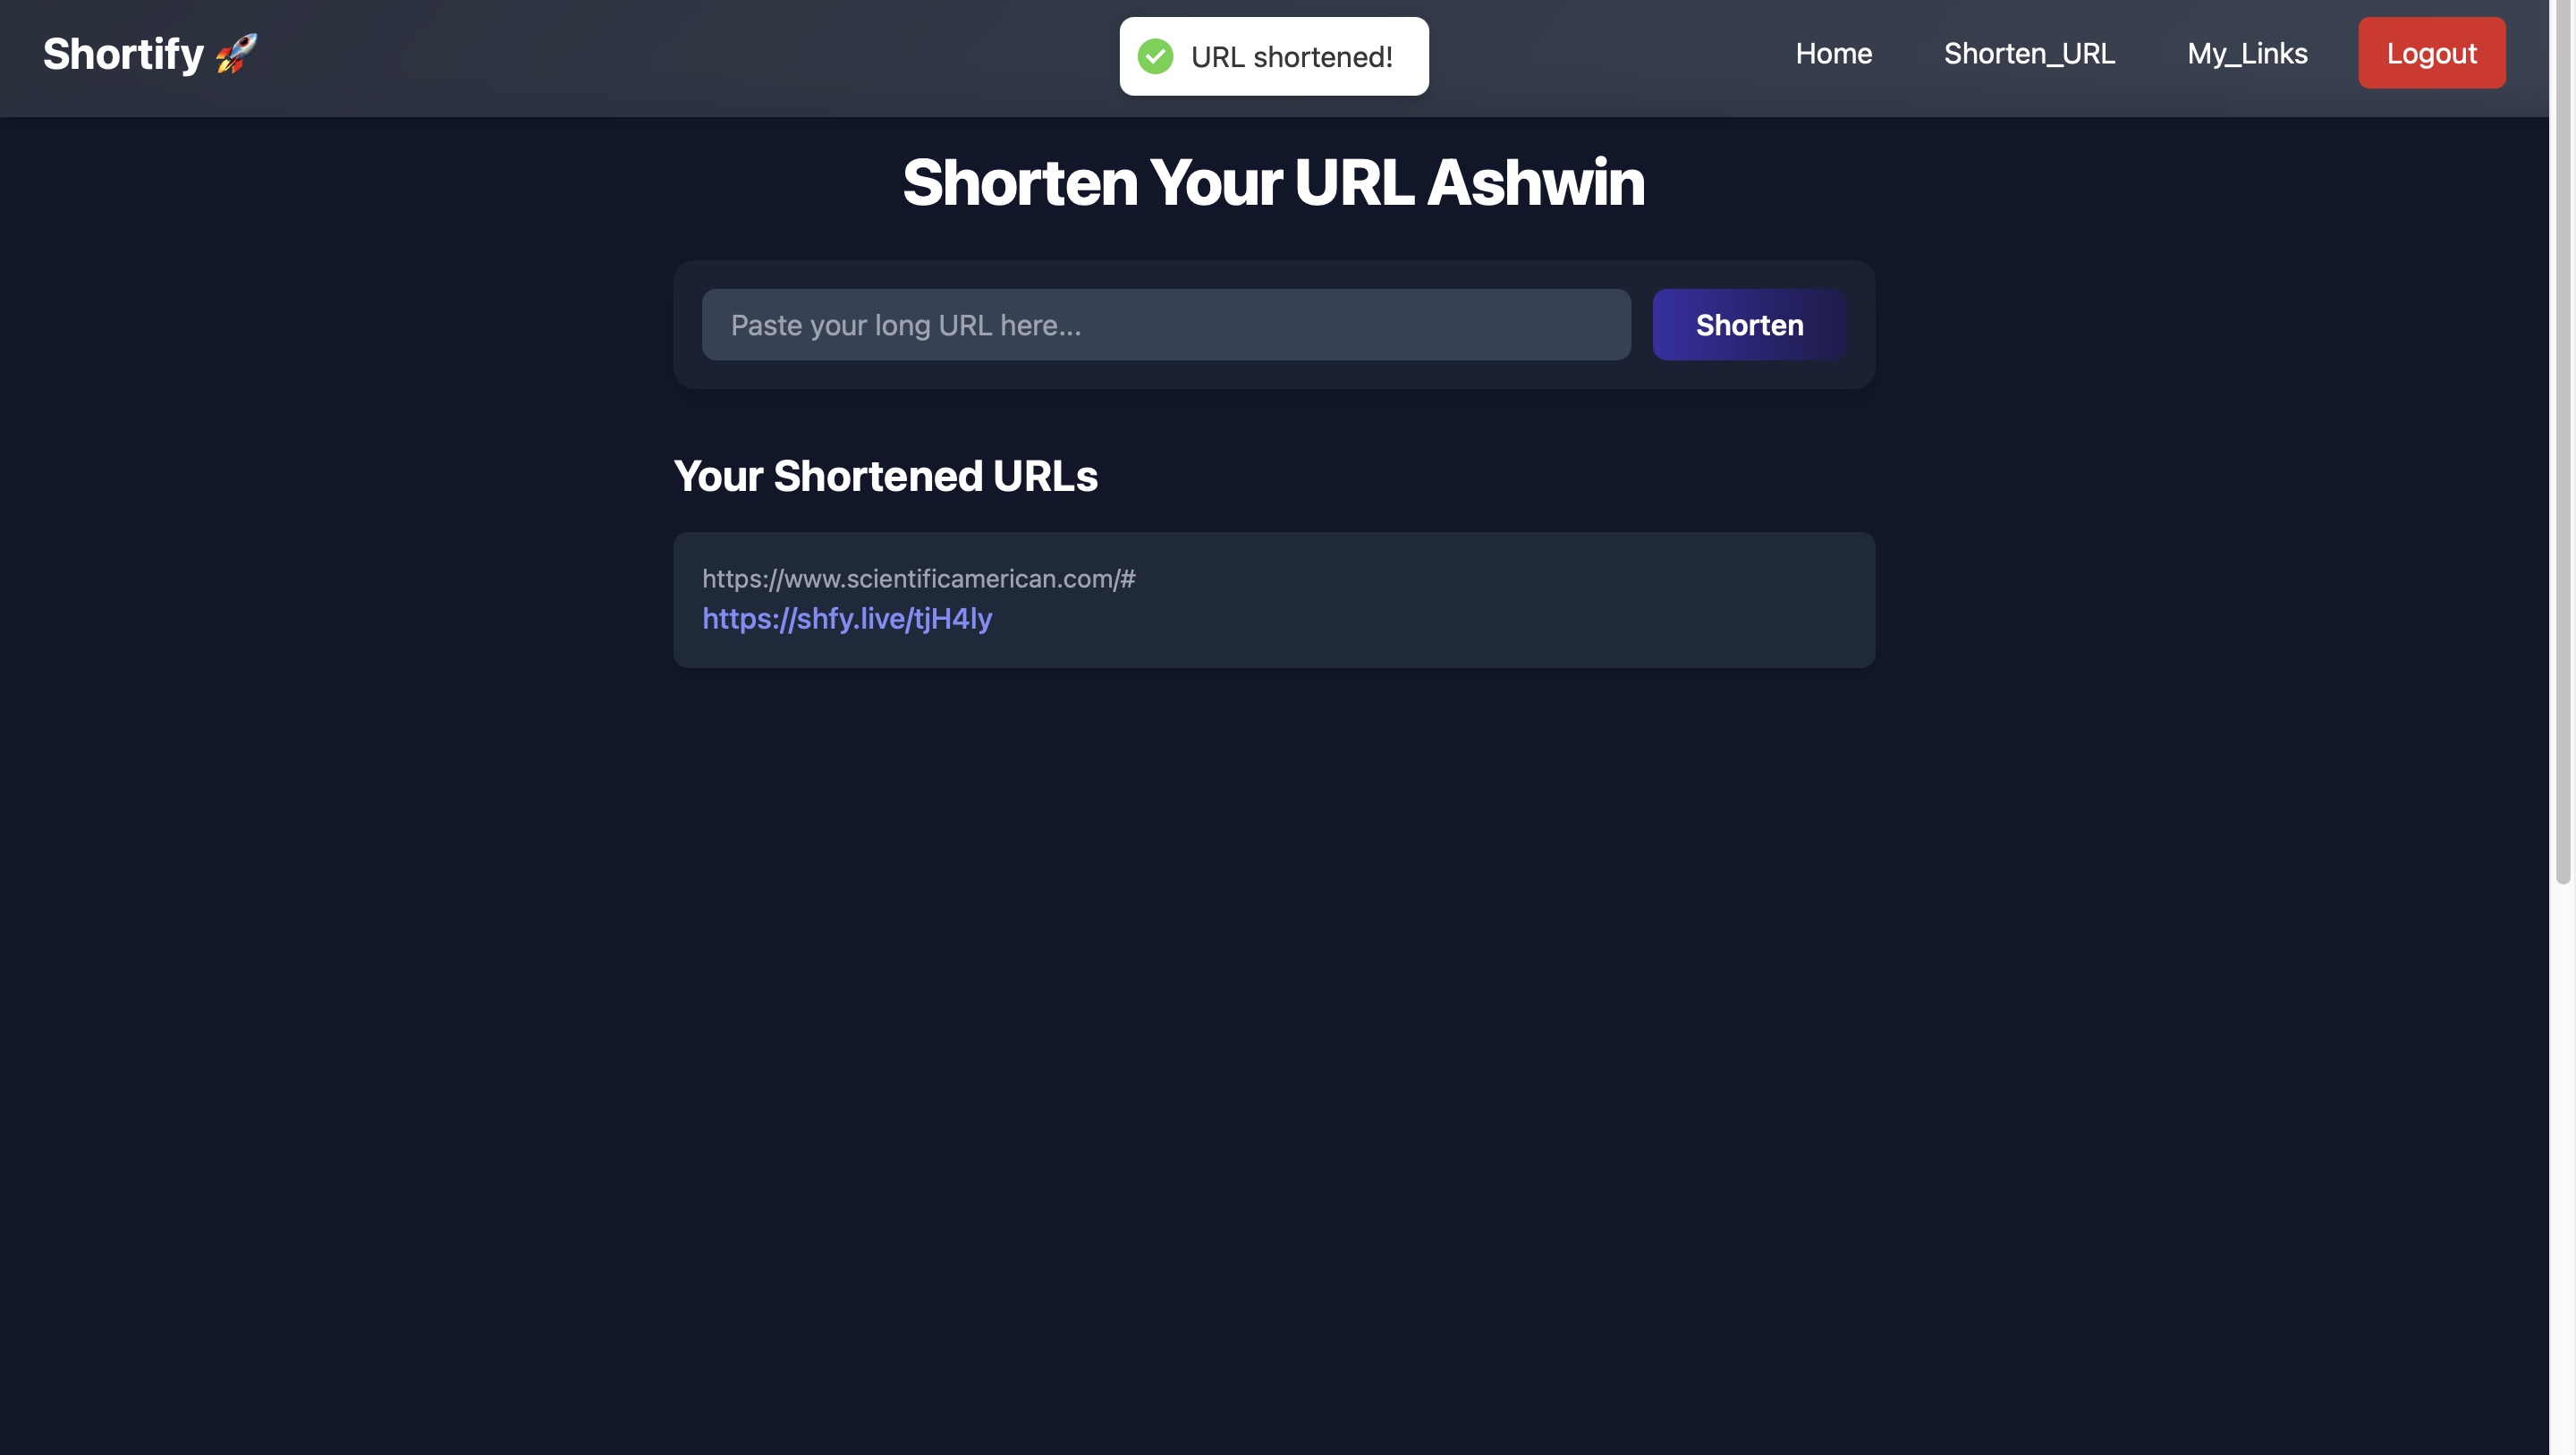 Shortify 🚀
URL shortened!
Home
Shorten_URL
My_Links
Logout
Shorten Your URL Ashwin
Paste your long URL here...
Shorten
Your Shortened URLs
https://www.scientificamerican.com/#
https://shfy.live/tjH4ly